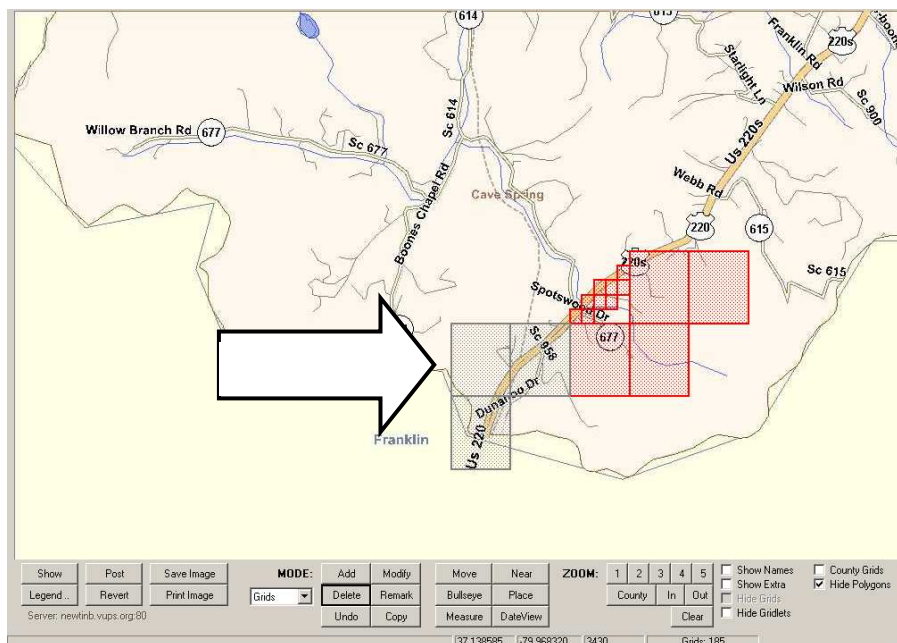 614
615
220s
Franklin Rd
Starlight Ln
Wilson Rd
Sc 900
Willow Branch Rd
677
Sc 677
Sc 614
Us 220s
Boones Chapel Rd
Cave Spring
Webb Rd
220
615
220s
Sc 615
Spotswood Dr
677
Sc 958
Dunaroo Dr
Us 220
Franklin
Show Post Save Image MODE: Add Modify Move Near ZOOM: 1 2 3 4 5 Show Names County Grids
Legend .. Revert Print Image Grids Delete Remark Bullseye Place County In Out Show Extra Hide Polygons
Hide Grids
Server: newtinb.vups.org:80 Undo Copy Measure DateView Clear Hide Gridlets
37.138585 -79.968320 3430 Grids: 185